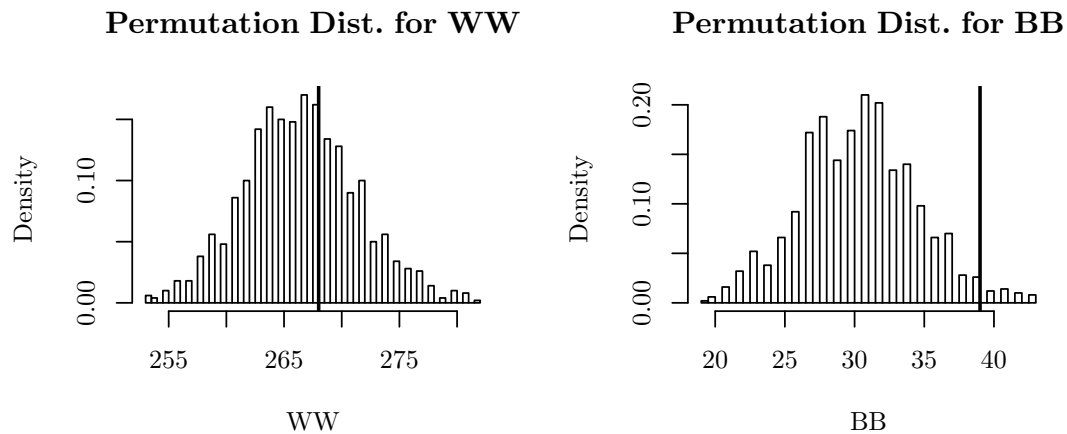 Permutation Dist. for WW
Density
0.00
0.10
255
265
275
WW
Permutation Dist. for BB
Density
0.00
0.10
0.20
20
25
30
35
40
BB